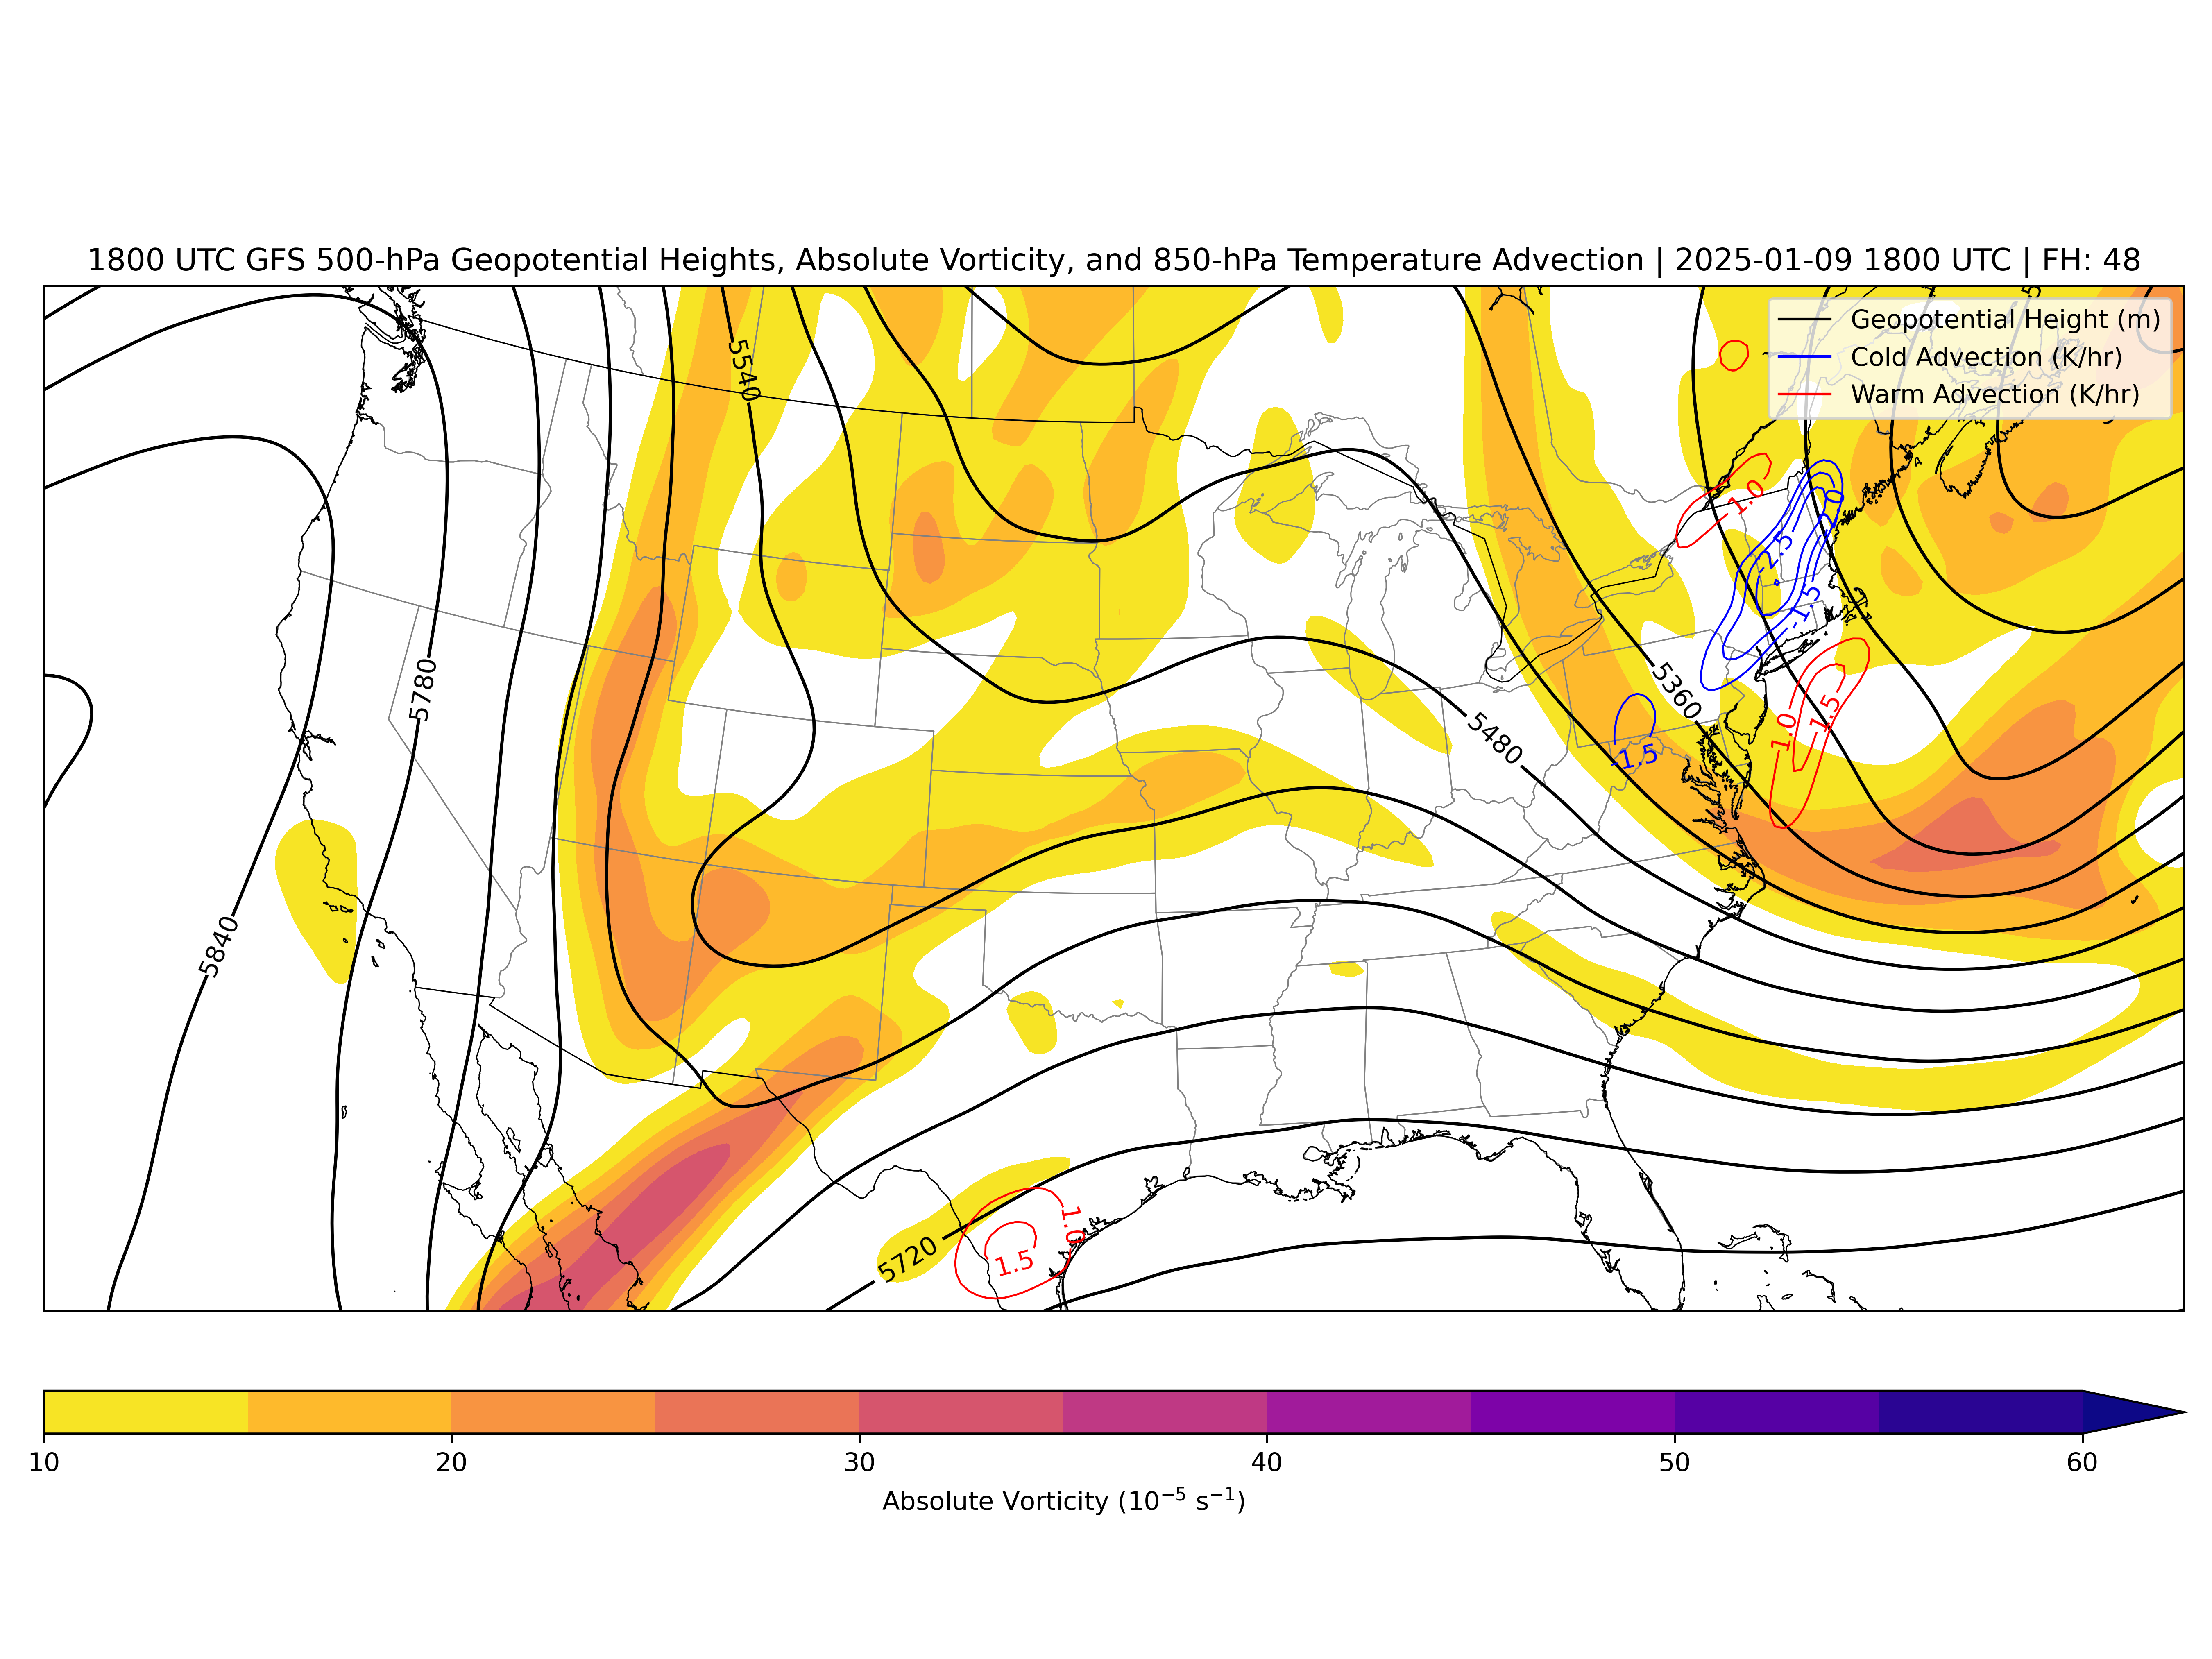 1800 UTC GFS 500-hPa Geopotential Heights, Absolute Vorticity, and 850-hPa Temperature Advection | 2025-01-09 1800 UTC | FH: 48
Geopotential Height (m)
Cold Advection (K/hr)
Warm Advection (K/hr)
5540
1.0
-2.5
-1.5
5780
5360
5480
-1.5
1.0
1.5
5840
5720
1.0
1.5
10 20 30 40 50 60
Absolute Vorticity (10⁻⁵ s⁻¹)